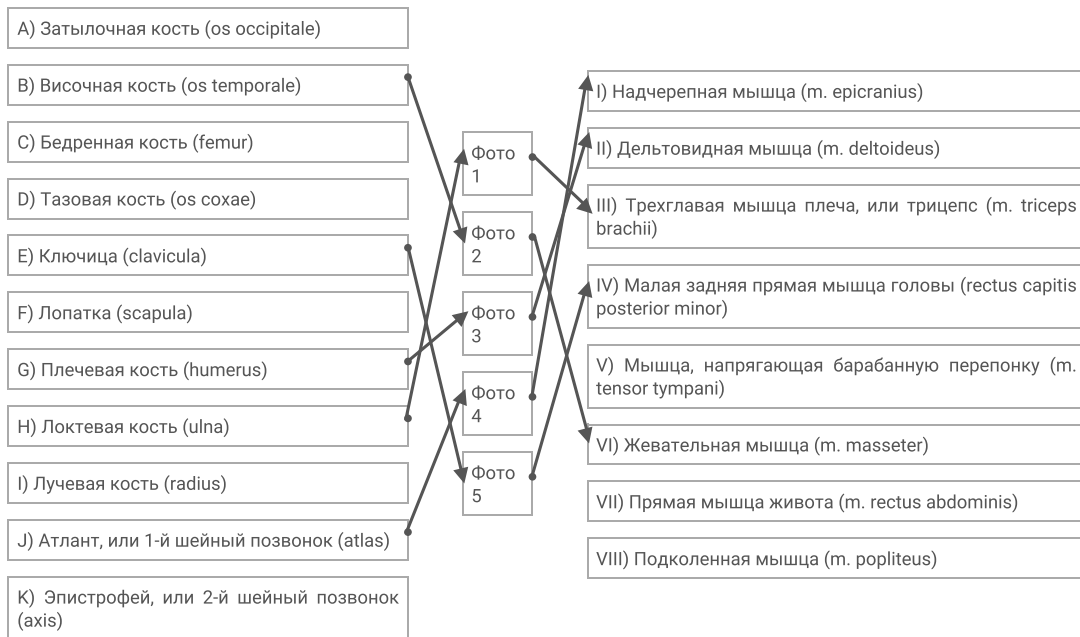 A) Затылочная кость (os occipitale)
B) Височная кость (os temporale)
C) Бедренная кость (femur)
D) Тазовая кость (os coxae)
E) Ключица (clavicula)
F) Лопатка (scapula)
G) Плечевая кость (humerus)
H) Локтевая кость (ulna)
I) Лучевая кость (radius)
J) Атлант, или 1-й шейный позвонок (atlas)
K) Эпистрофей, или 2-й шейный позвонок
(axis)
Фото
1
Фото
2
Фото
3
Фото
4
Фото
5
I) Надчерепная мышца (m. epicranius)
II) Дельтовидная мышца (m. deltoideus)
III) Трехглавая мышца плеча, или трицепс (m. triceps
brachii)
IV) Малая задняя прямая мышца головы (rectus capitis
posterior minor)
V) Мышца, напрягающая барабанную перепонку (m.
tensor tympani)
VI) Жевательная мышца (m. masseter)
VII) Прямая мышца живота (m. rectus abdominis)
VIII) Подколенная мышца (m. popliteus)